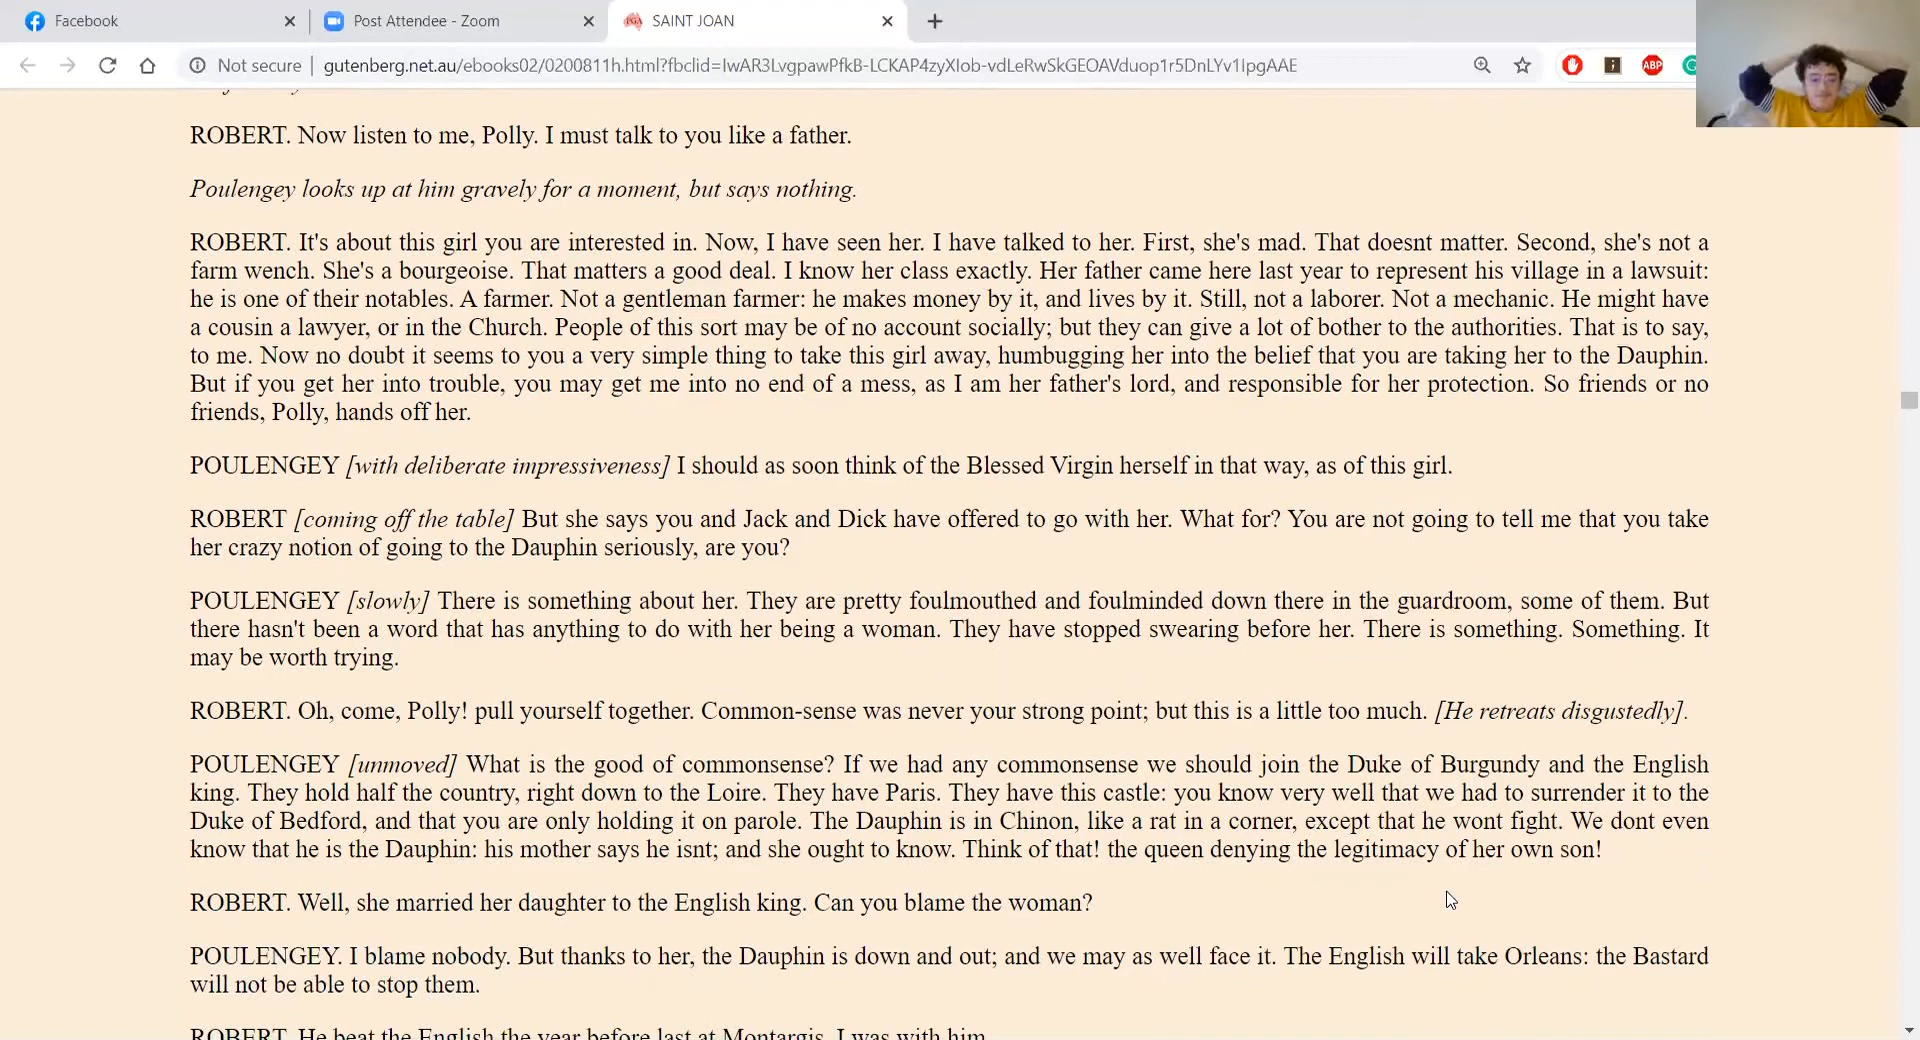 Facebook
Post Attendee - Zoom
SAINT JOAN
Not secure | gutenberg.net.au/ebooks02/0200811h.html?fbclid=IwAR3LvgpawPfkB-LCKAP4zyXIob-vdLeRwSkGEOAVduop1r5DnLYv1IpgAAE
ABP
ROBERT. Now listen to me, Polly. I must talk to you like a father.
Poulengey looks up at him gravely for a moment, but says nothing.
ROBERT. It's about this girl you are interested in. Now, I have seen her. I have talked to her. First, she's mad. That doesnt matter. Second, she's not a
farm wench. She's a bourgeoise. That matters a good deal. I know her class exactly. Her father came here last year to represent his village in a lawsuit:
he is one of their notables. A farmer. Not a gentleman farmer: he makes money by it, and lives by it. Still, not a laborer. Not a mechanic. He might have
a cousin a lawyer, or in the Church. People of this sort may be of no account socially; but they can give a lot of bother to the authorities. That is to say,
to me. Now no doubt it seems to you a very simple thing to take this girl away, humbugging her into the belief that you are taking her to the Dauphin.
But if you get her into trouble, you may get me into no end of a mess, as I am her father's lord, and responsible for her protection. So friends or no
friends, Polly, hands off her.
POULENGEY [with deliberate impressiveness] I should as soon think of the Blessed Virgin herself in that way, as of this girl.
ROBERT [coming off the table] But she says you and Jack and Dick have offered to go with her. What for? You are not going to tell me that you take
her crazy notion of going to the Dauphin seriously, are you?
POULENGEY [slowly] There is something about her. They are pretty foulmouthed and foulminded down there in the guardroom, some of them. But
there hasn't been a word that has anything to do with her being a woman. They have stopped swearing before her. There is something. Something. It
may be worth trying.
ROBERT. Oh, come, Polly! pull yourself together. Common-sense was never your strong point; but this is a little too much. [He retreats disgustedly].
POULENGEY [unmoved] What is the good of commonsense? If we had any commonsense we should join the Duke of Burgundy and the English
king. They hold half the country, right down to the Loire. They have Paris. They have this castle: you know very well that we had to surrender it to the
Duke of Bedford, and that you are only holding it on parole. The Dauphin is in Chinon, like a rat in a corner, except that he wont fight. We dont even
know that he is the Dauphin: his mother says he isnt; and she ought to know. Think of that! the queen denying the legitimacy of her own son!
ROBERT. Well, she married her daughter to the English king. Can you blame the woman?
POULENGEY. I blame nobody. But thanks to her, the Dauphin is down and out; and we may as well face it. The English will take Orleans: the Bastard
will not be able to stop them.
ROBERT. He beat the English the year before last at Montargis. I was with him.